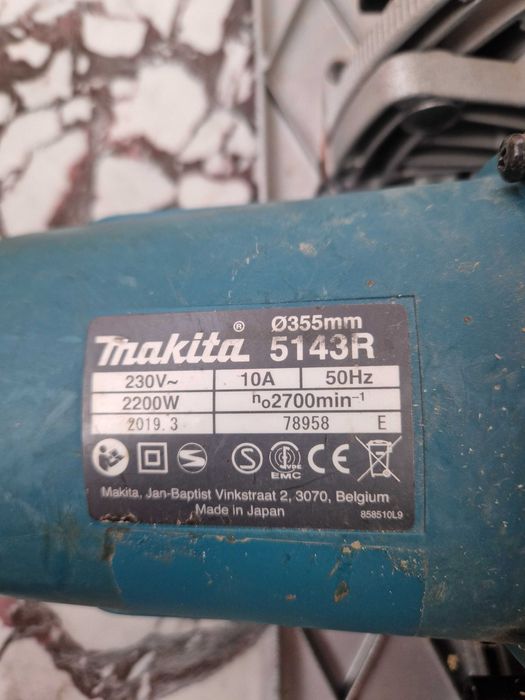 Ø355mm
makita® 5143R
230V~ 10A 50Hz
2200W n₀2700min⁻¹
2019.3 78958 E
S VDE CE
EMC
Makita, Jan-Baptist Vinkstraat 2, 3070, Belgium
Made in Japan 858510L9